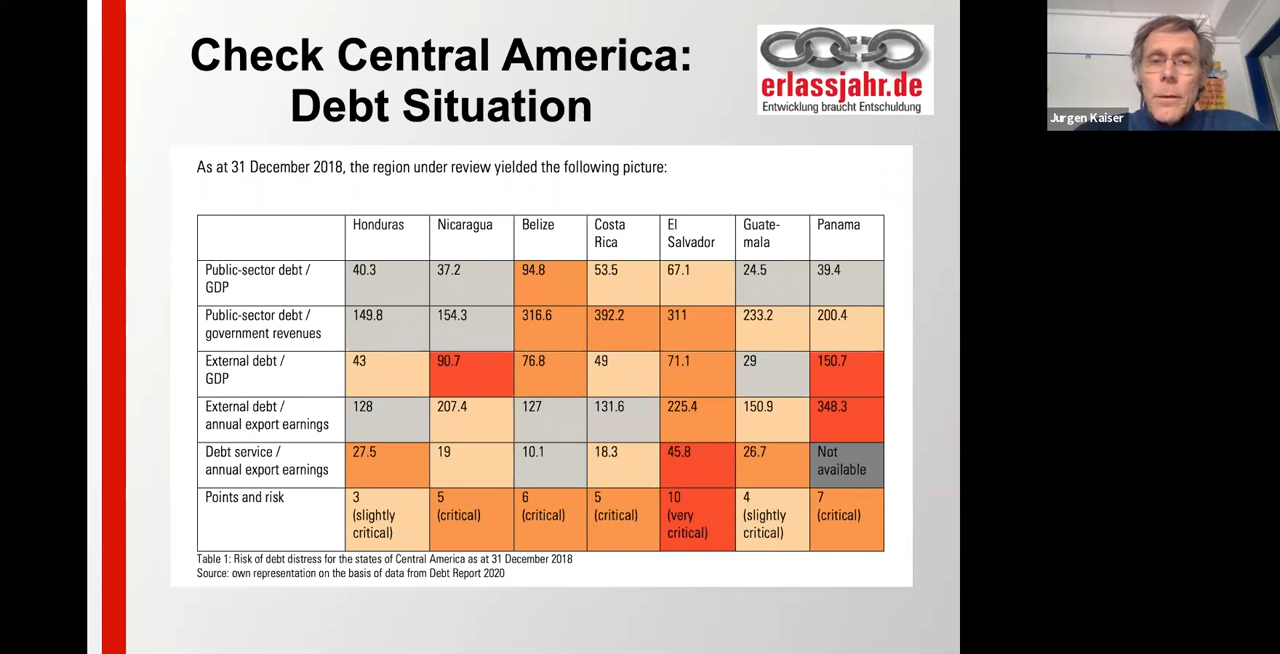 Check Central America:
Debt Situation
erlassjahr.de
Entwicklung braucht Entschuldung
Jurgen Kaiser
As at 31 December 2018, the region under review yielded the following picture:
Honduras Nicaragua Belize Costa Rica El Salvador Guate-mala Panama
Public-sector debt / GDP 40.3 37.2 94.8 53.5 67.1 24.5 39.4
Public-sector debt / government revenues 149.8 154.3 316.6 392.2 311 233.2 200.4
External debt / GDP 43 90.7 76.8 49 71.1 29 150.7
External debt / annual export earnings 128 207.4 127 131.6 225.4 150.9 348.3
Debt service / annual export earnings 27.5 19 10.1 18.3 45.8 26.7 Not available
Points and risk 3 (slightly critical) 5 (critical) 6 (critical) 5 (critical) 10 (very critical) 4 (slightly critical) 7 (critical)
Table 1: Risk of debt distress for the states of Central America as at 31 December 2018
Source: own representation on the basis of data from Debt Report 2020